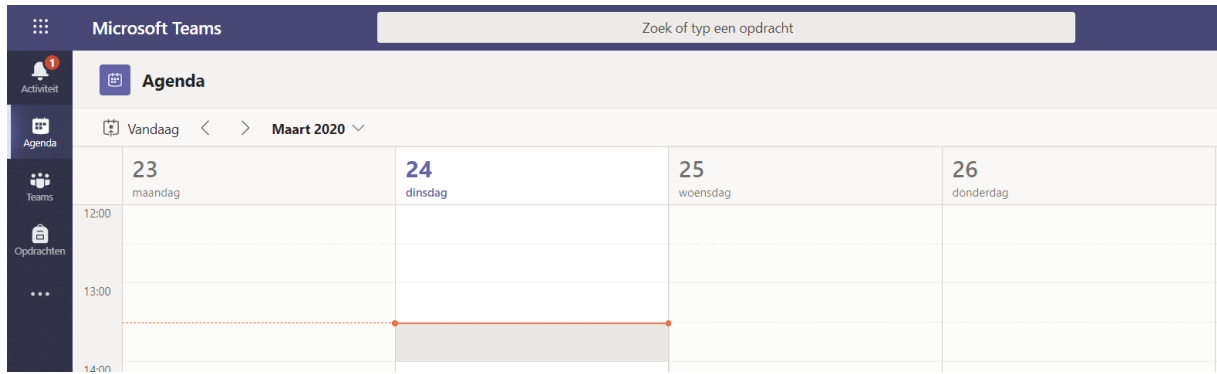 Microsoft Teams
Zoek of typ een opdracht
1
Activiteit
Agenda
Teams
Opdrachten
Agenda
Vandaag
Maart 2020
23
maandag
24
dinsdag
25
woensdag
26
donderdag
12:00
13:00
14:00